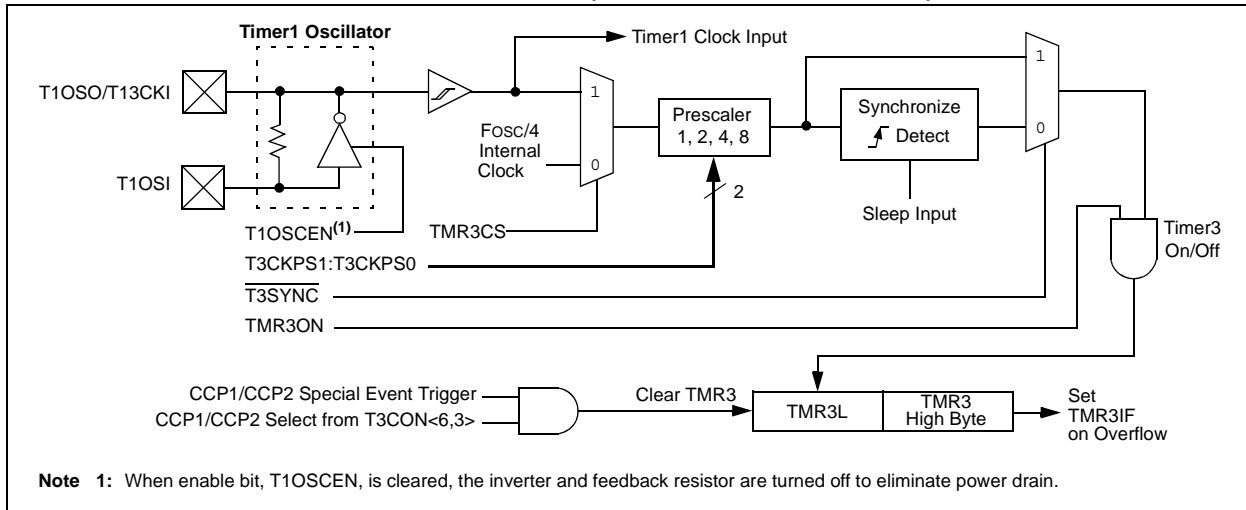 Timer1 Oscillator
Timer1 Clock Input
T1OSO/T13CKI
T1OSI
1
0
FOSC/4
Internal
Clock
Prescaler
1, 2, 4, 8
2
Synchronize
Detect
Sleep Input
1
0
Timer3
On/Off
T1OSCEN(1)
TMR3CS
T3CKPS1:T3CKPS0
T3SYNC
TMR3ON
CCP1/CCP2 Special Event Trigger
CCP1/CCP2 Select from T3CON<6,3>
Clear TMR3
TMR3L
TMR3
High Byte
Set
TMR3IF
on Overflow
Note 1: When enable bit, T1OSCEN, is cleared, the inverter and feedback resistor are turned off to eliminate power drain.